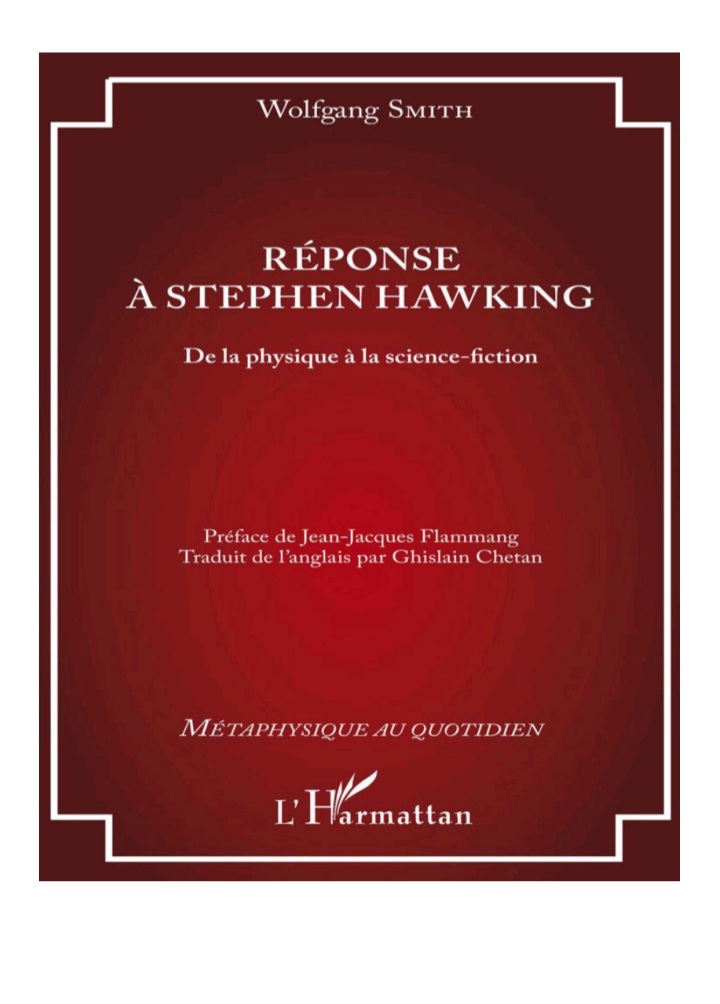 Wolfgang SMITH
RÉPONSE
À STEPHEN HAWKING
De la physique à la science-fiction
Préface de Jean-Jacques Flammang
Traduit de l'anglais par Ghislain Chetan
MÉTAPHYSIQUE AU QUOTIDIEN
L'Harmattan